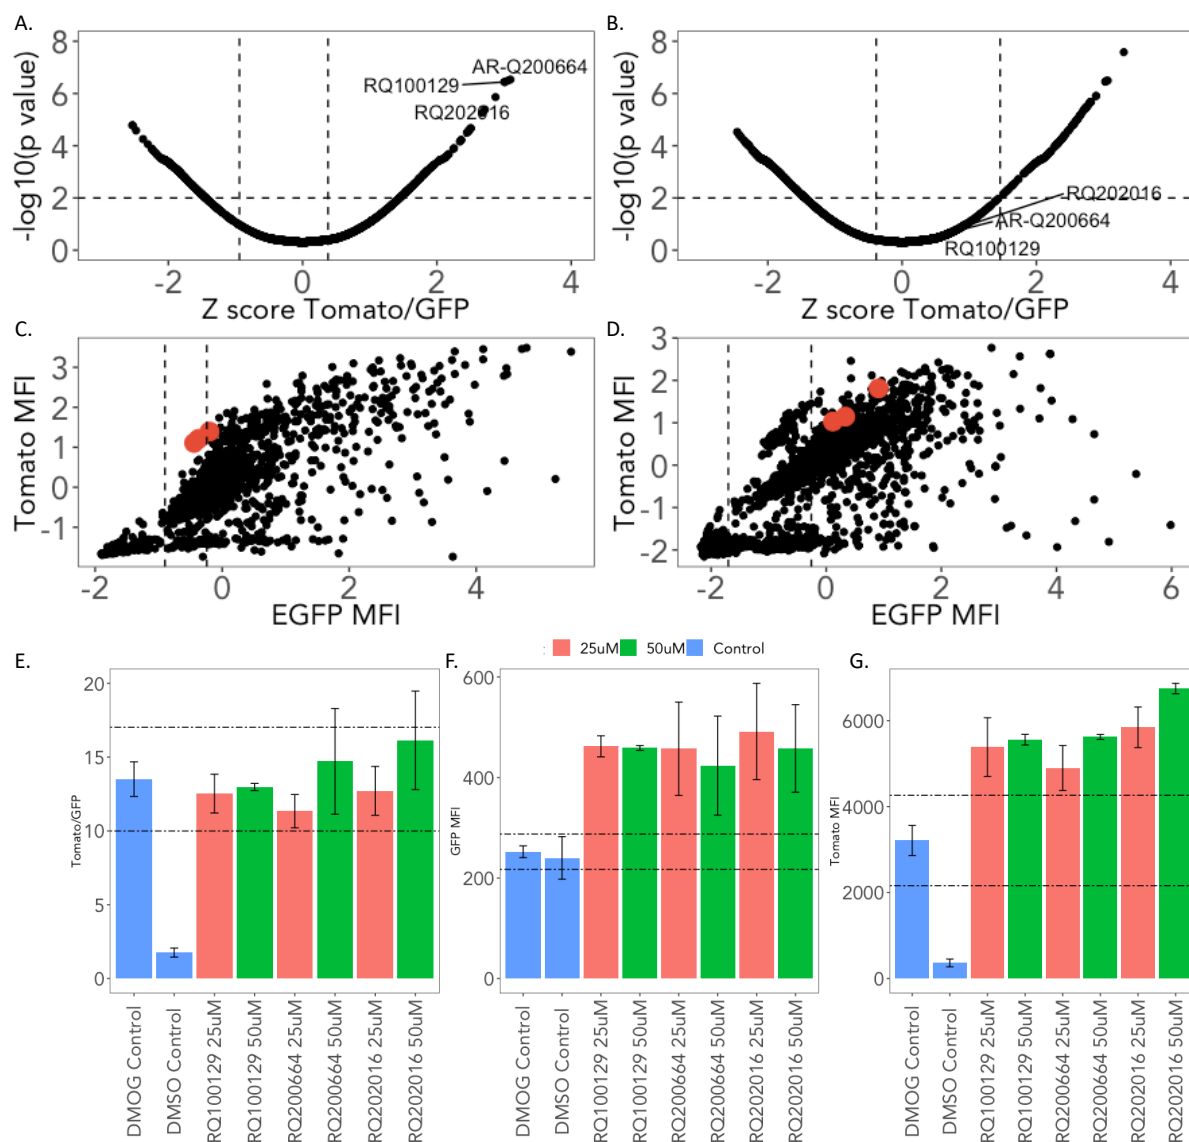 A.
-log10(p value)
8
6
4
2
0
AR-Q200664
RQ100129
RQ202016
-2 0 2 4
Z score Tomato/GFP
B.
-log10(p value)
8
6
4
2
0
RQ202016
AR-Q200664
RQ100129
-2 0 2 4
Z score Tomato/GFP
C.
Tomato MFI
3
2
1
0
-1
-2 0 2 4
EGFP MFI
D.
Tomato MFI
3
2
1
0
-1
-2
-2 0 2 4 6
EGFP MFI
: 25uM 50uM Control
E.
Tomato/GFP
20
15
10
5
0
DMOG Control
DMSO Control
RQ100129 25uM
RQ100129 50uM
RQ200664 25uM
RQ200664 50uM
RQ202016 25uM
RQ202016 50uM
F.
GFP MFI
600
400
200
0
DMOG Control
DMSO Control
RQ100129 25uM
RQ100129 50uM
RQ200664 25uM
RQ200664 50uM
RQ202016 25uM
RQ202016 50uM
G.
Tomato MFI
6000
4000
2000
0
DMOG Control
DMSO Control
RQ100129 25uM
RQ100129 50uM
RQ200664 25uM
RQ200664 50uM
RQ202016 25uM
RQ202016 50uM